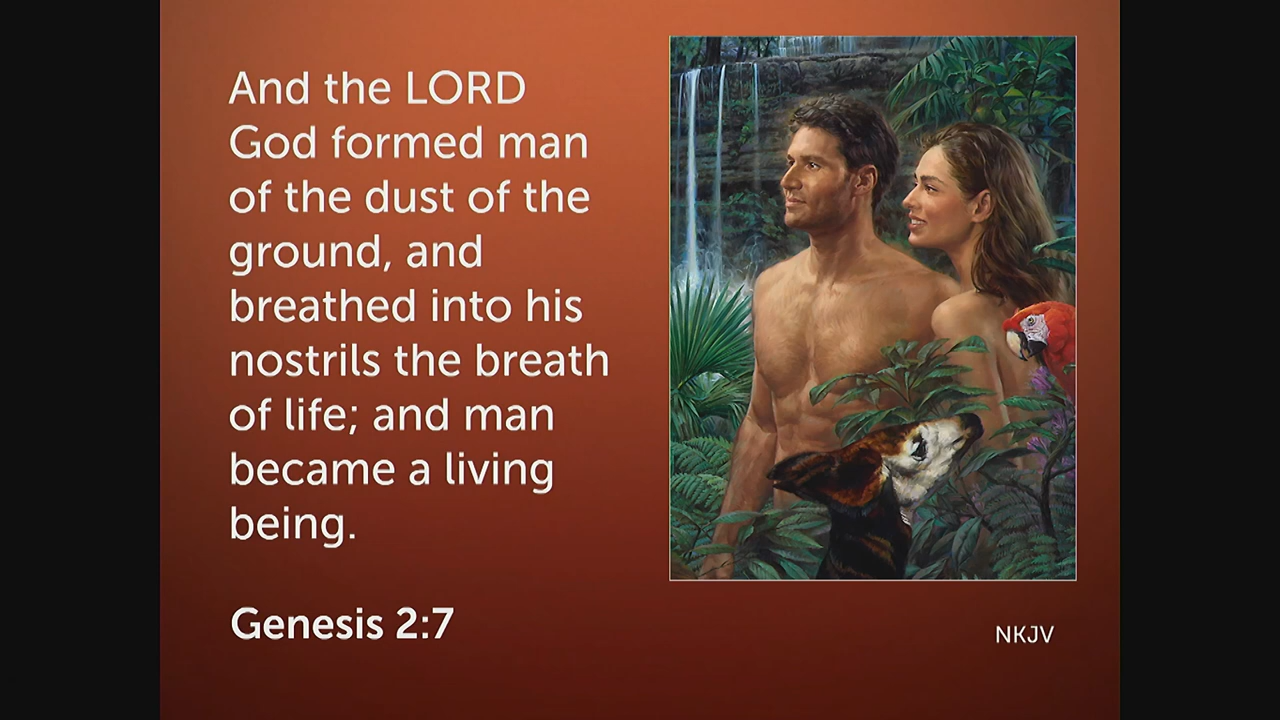 And the LORD
God formed man
of the dust of the
ground, and
breathed into his
nostrils the breath
of life; and man
became a living
being.
Genesis 2:7
NKJV